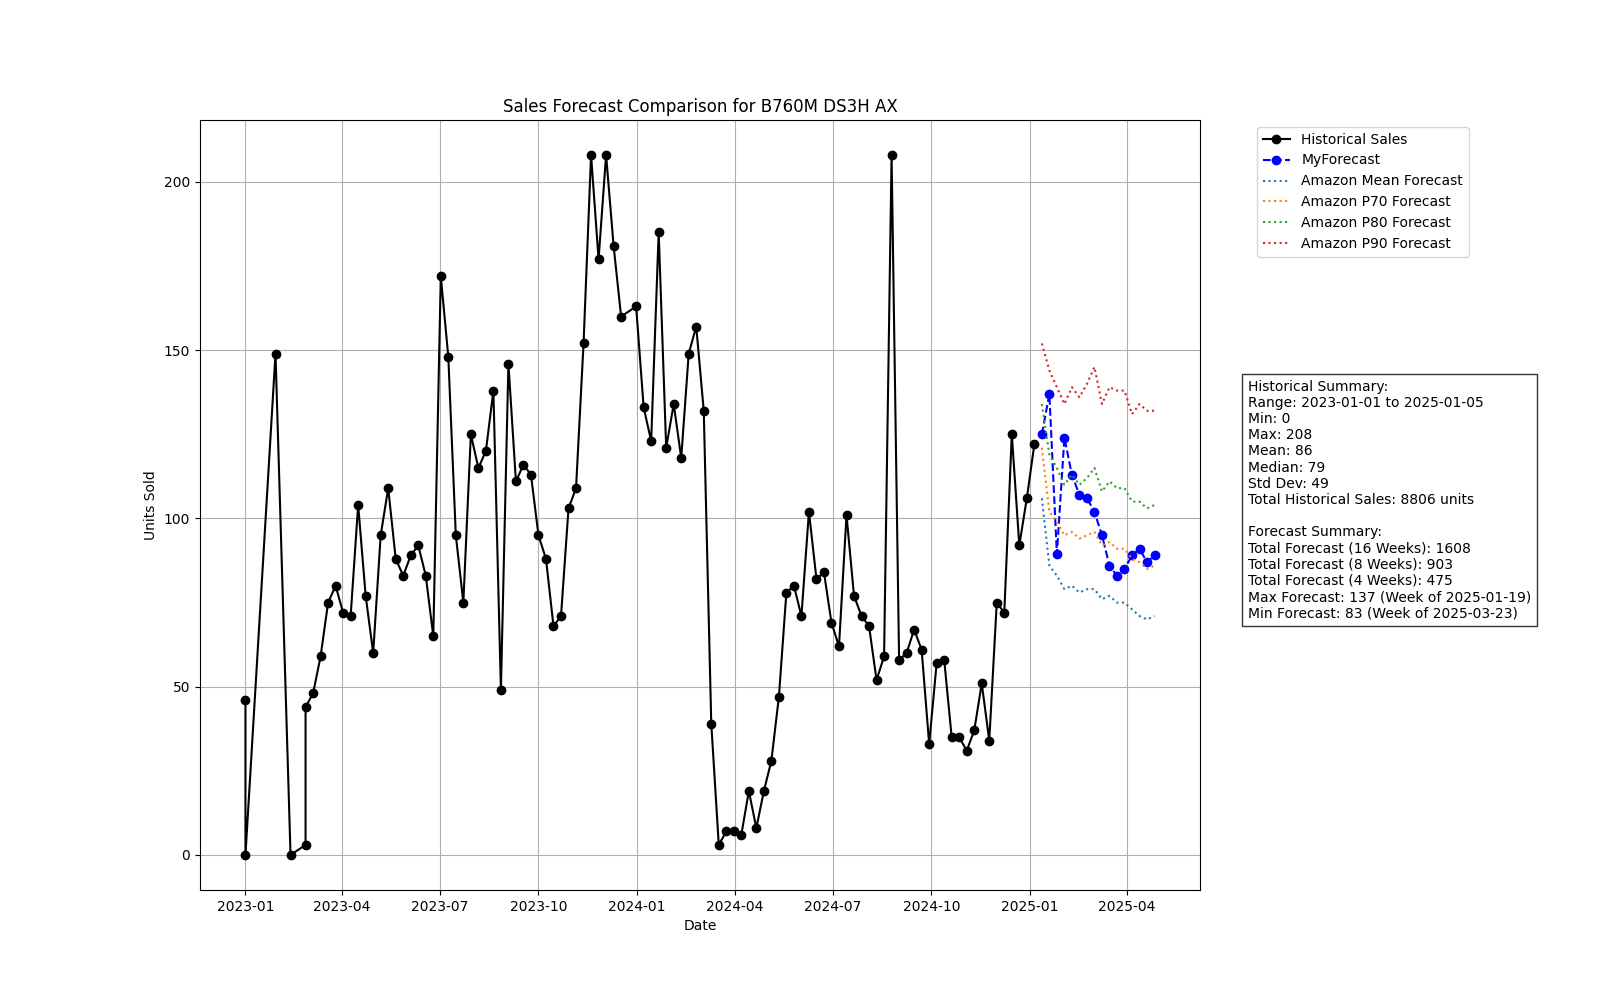 Sales Forecast Comparison for B760M DS3H AX
Units Sold
200
150
100
50
0
2023-01
2023-04
2023-07
2023-10
2024-01
2024-04
2024-07
2024-10
2025-01
2025-04
Date
Historical Sales
MyForecast
Amazon Mean Forecast
Amazon P70 Forecast
Amazon P80 Forecast
Amazon P90 Forecast
Historical Summary:
Range: 2023-01-01 to 2025-01-05
Min: 0
Max: 208
Mean: 86
Median: 79
Std Dev: 49
Total Historical Sales: 8806 units
Forecast Summary:
Total Forecast (16 Weeks): 1608
Total Forecast (8 Weeks): 903
Total Forecast (4 Weeks): 475
Max Forecast: 137 (Week of 2025-01-19)
Min Forecast: 83 (Week of 2025-03-23)